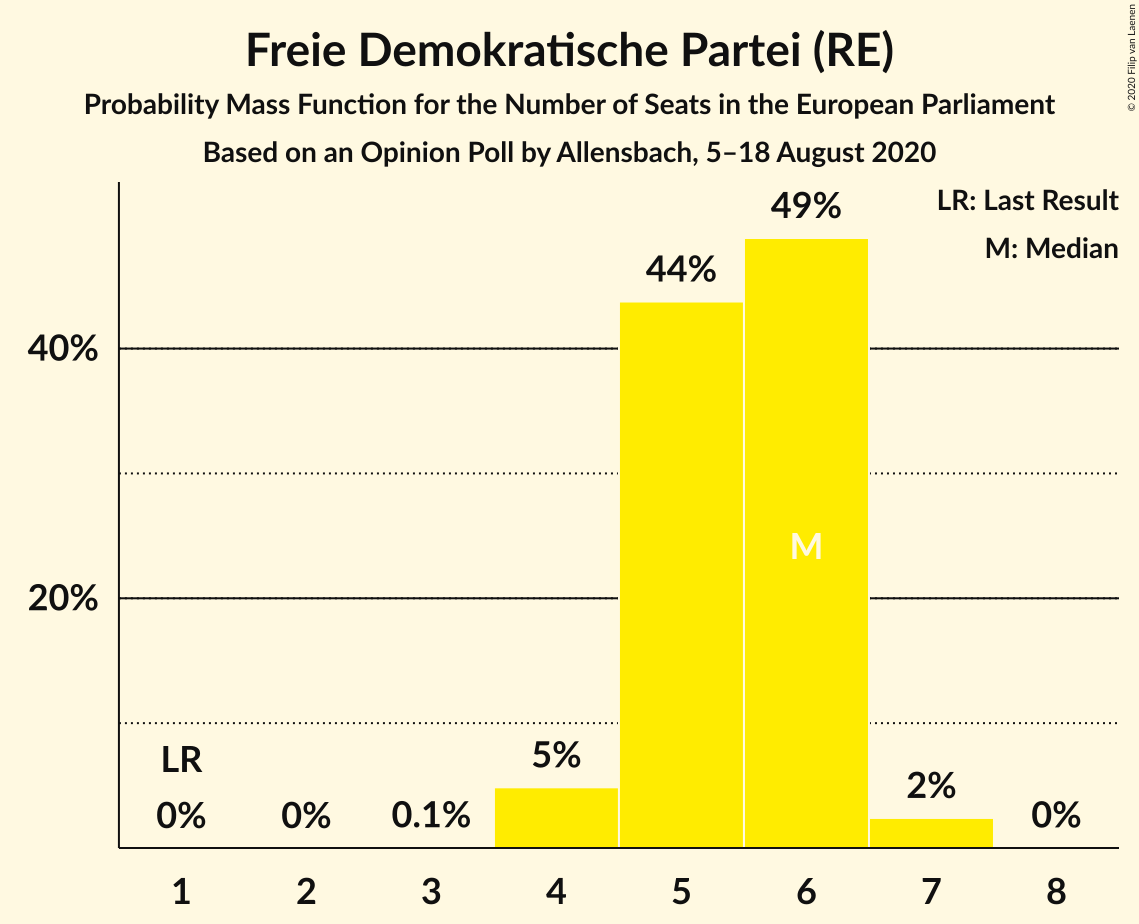 Freie Demokratische Partei (RE)
Probability Mass Function for the Number of Seats in the European Parliament
Based on an Opinion Poll by Allensbach, 5–18 August 2020
© 2020 Filip van Laenen
LR: Last Result
M: Median
49%
44%
40%
M
20%
LR
5%
2%
0%
0%
0.1%
0%
1 2 3 4 5 6 7 8